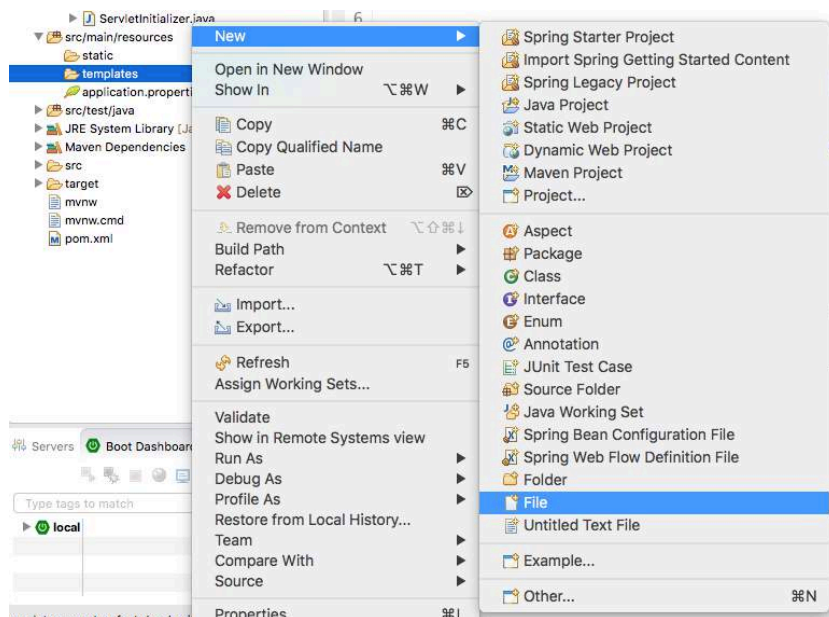 ServletInitializer.java
6
src/main/resources
static
templates
application.properti
src/test/java
JRE System Library [Ja
Maven Dependencies
src
target
mvnw
mvnw.cmd
pom.xml
Servers
Boot Dashboard
Type tags to match
local
New
Open in New Window
Show In ⌥⌘W
Copy ⌘C
Copy Qualified Name
Paste ⌘V
Delete ⌦
Remove from Context ⌥⇧⌘↓
Build Path
Refactor ⌥⌘T
Import...
Export...
Refresh F5
Assign Working Sets...
Validate
Show in Remote Systems view
Run As
Debug As
Profile As
Restore from Local History...
Team
Compare With
Source
Properties ⌘I
Spring Starter Project
Import Spring Getting Started Content
Spring Legacy Project
Java Project
Static Web Project
Dynamic Web Project
Maven Project
Project...
Aspect
Package
Class
Interface
Enum
Annotation
JUnit Test Case
Source Folder
Java Working Set
Spring Bean Configuration File
Spring Web Flow Definition File
Folder
File
Untitled Text File
Example...
Other... ⌘N